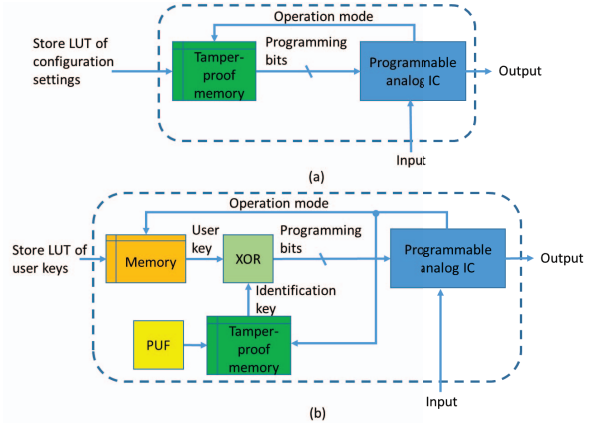 Operation mode
Store LUT of
configuration
settings
Tamper-
proof
memory
Programming
bits
Programmable
analog IC
Output
Input
(a)
Operation mode
Store LUT of
user keys
Memory
User
key
XOR
Programming
bits
Programmable
analog IC
Output
Identification
key
PUF
Tamper-
proof
memory
Input
(b)